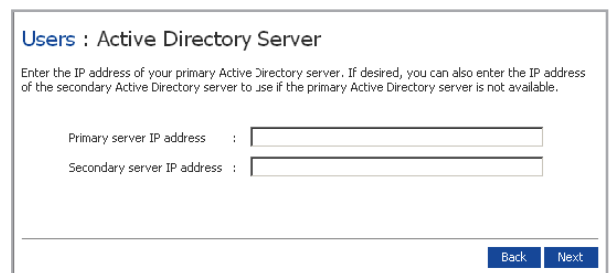 Users : Active Directory Server
Enter the IP address of your primary Active Directory server. If desired, you can also enter the IP address
of the secondary Active Directory server to use if the primary Active Directory server is not available.
Primary server IP address :
Secondary server IP address :
Back Next